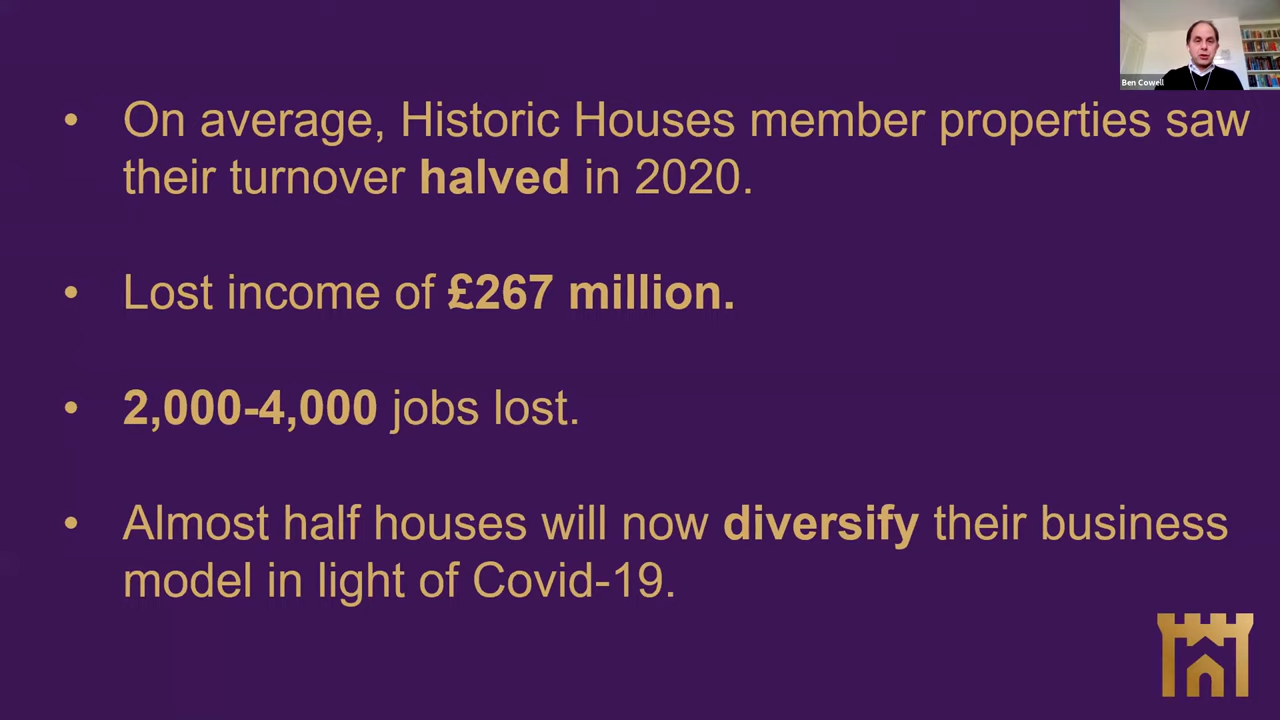 Ben Cowell
• On average, Historic Houses member properties saw
their turnover halved in 2020.
• Lost income of £267 million.
• 2,000-4,000 jobs lost.
• Almost half houses will now diversify their business
model in light of Covid-19.